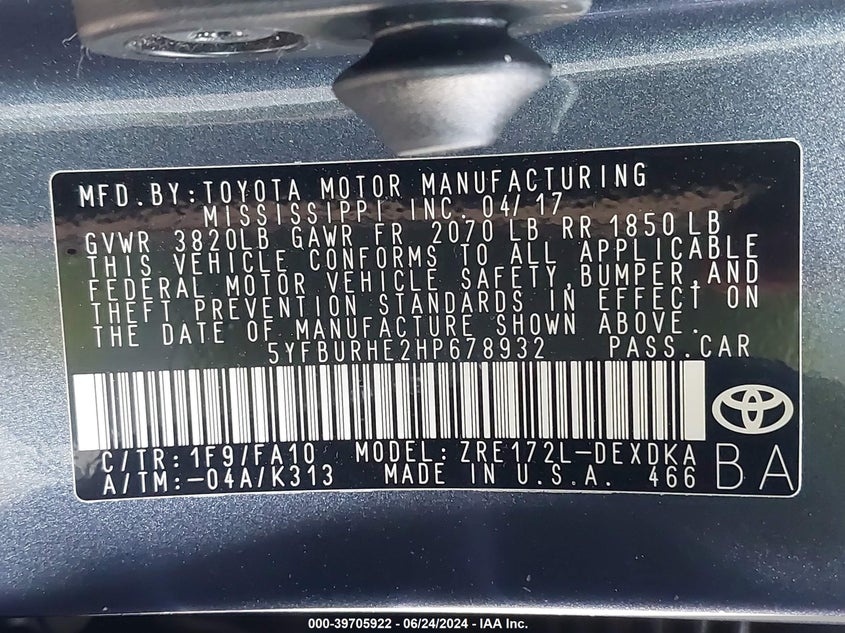 MFD.BY:TOYOTA MOTOR MANUFACTURING
MISSISSIPPI INC. 04/17
GVWR 3820LB GAWR FR 2070 LB RR 1850 LB
THIS VEHICLE CONFORMS TO ALL APPLICABLE
FEDERAL MOTOR VEHICLE SAFETY,BUMPER,AND
THEFT PREVENTION STANDARDS IN EFFECT ON
THE DATE OF MANUFACTURE SHOWN ABOVE.
5YFBURHE2HP678932 PASS.CAR
C/TR:1F9/FA10 MODEL:ZRE172L-DEXDKA
A/TM:-04A/K313 MADE IN U.S.A. 466
BA
000-39705922 - 06/24/2024 - IAA Inc.